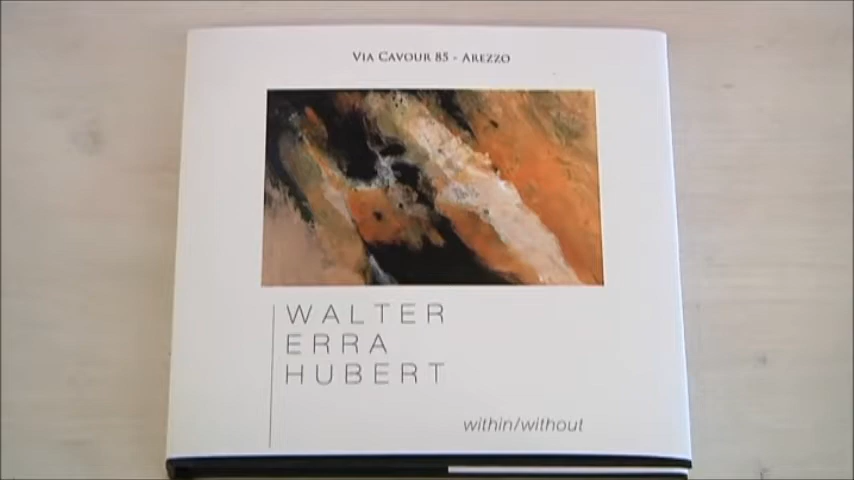 VIA CAVOUR 85 - AREZZO
WALTER
ERRA
HUBERT
within/without